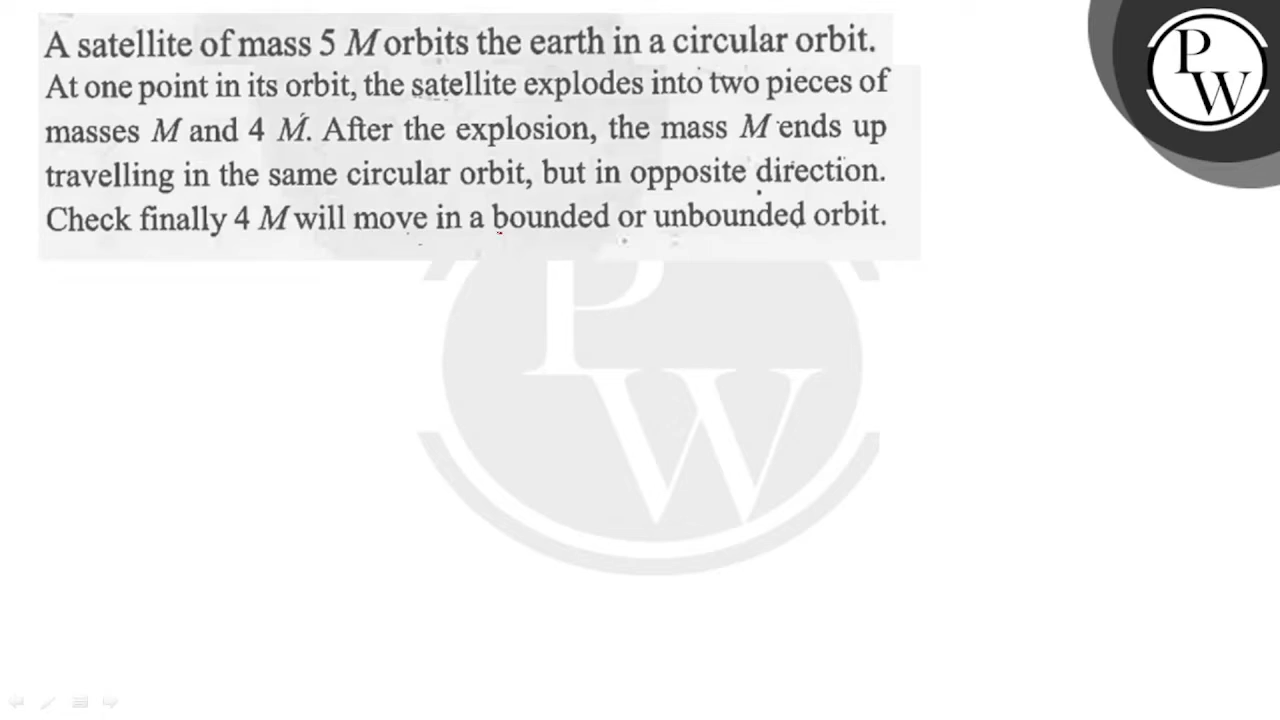 A satellite of mass 5 M orbits the earth in a circular orbit.
At one point in its orbit, the satellite explodes into two pieces of
masses M and 4 M. After the explosion, the mass M ends up
travelling in the same circular orbit, but in opposite direction.
Check finally 4 M will move in a bounded or unbounded orbit.
P
W
P
W